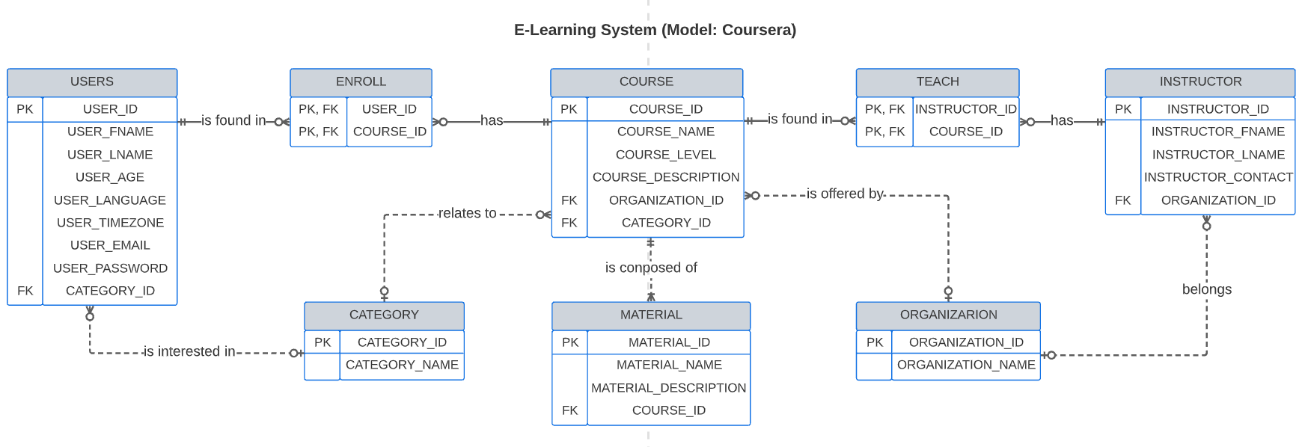 E-Learning System (Model: Coursera)
USERS
PK USER_ID
USER_FNAME
USER_LNAME
USER_AGE
USER_LANGUAGE
USER_TIMEZONE
USER_EMAIL
USER_PASSWORD
FK CATEGORY_ID
is found in
ENROLL
PK, FK USER_ID
PK, FK COURSE_ID
has
COURSE
PK COURSE_ID
COURSE_NAME
COURSE_LEVEL
COURSE_DESCRIPTION
FK ORGANIZATION_ID
FK CATEGORY_ID
is found in
TEACH
PK, FK INSTRUCTOR_ID
PK, FK COURSE_ID
has
INSTRUCTOR
PK INSTRUCTOR_ID
INSTRUCTOR_FNAME
INSTRUCTOR_LNAME
INSTRUCTOR_CONTACT
FK ORGANIZATION_ID
relates to
is offered by
is conposed of
belongs
is interested in
CATEGORY
PK CATEGORY_ID
CATEGORY_NAME
MATERIAL
PK MATERIAL_ID
MATERIAL_NAME
MATERIAL_DESCRIPTION
FK COURSE_ID
ORGANIZARION
PK ORGANIZATION_ID
ORGANIZATION_NAME